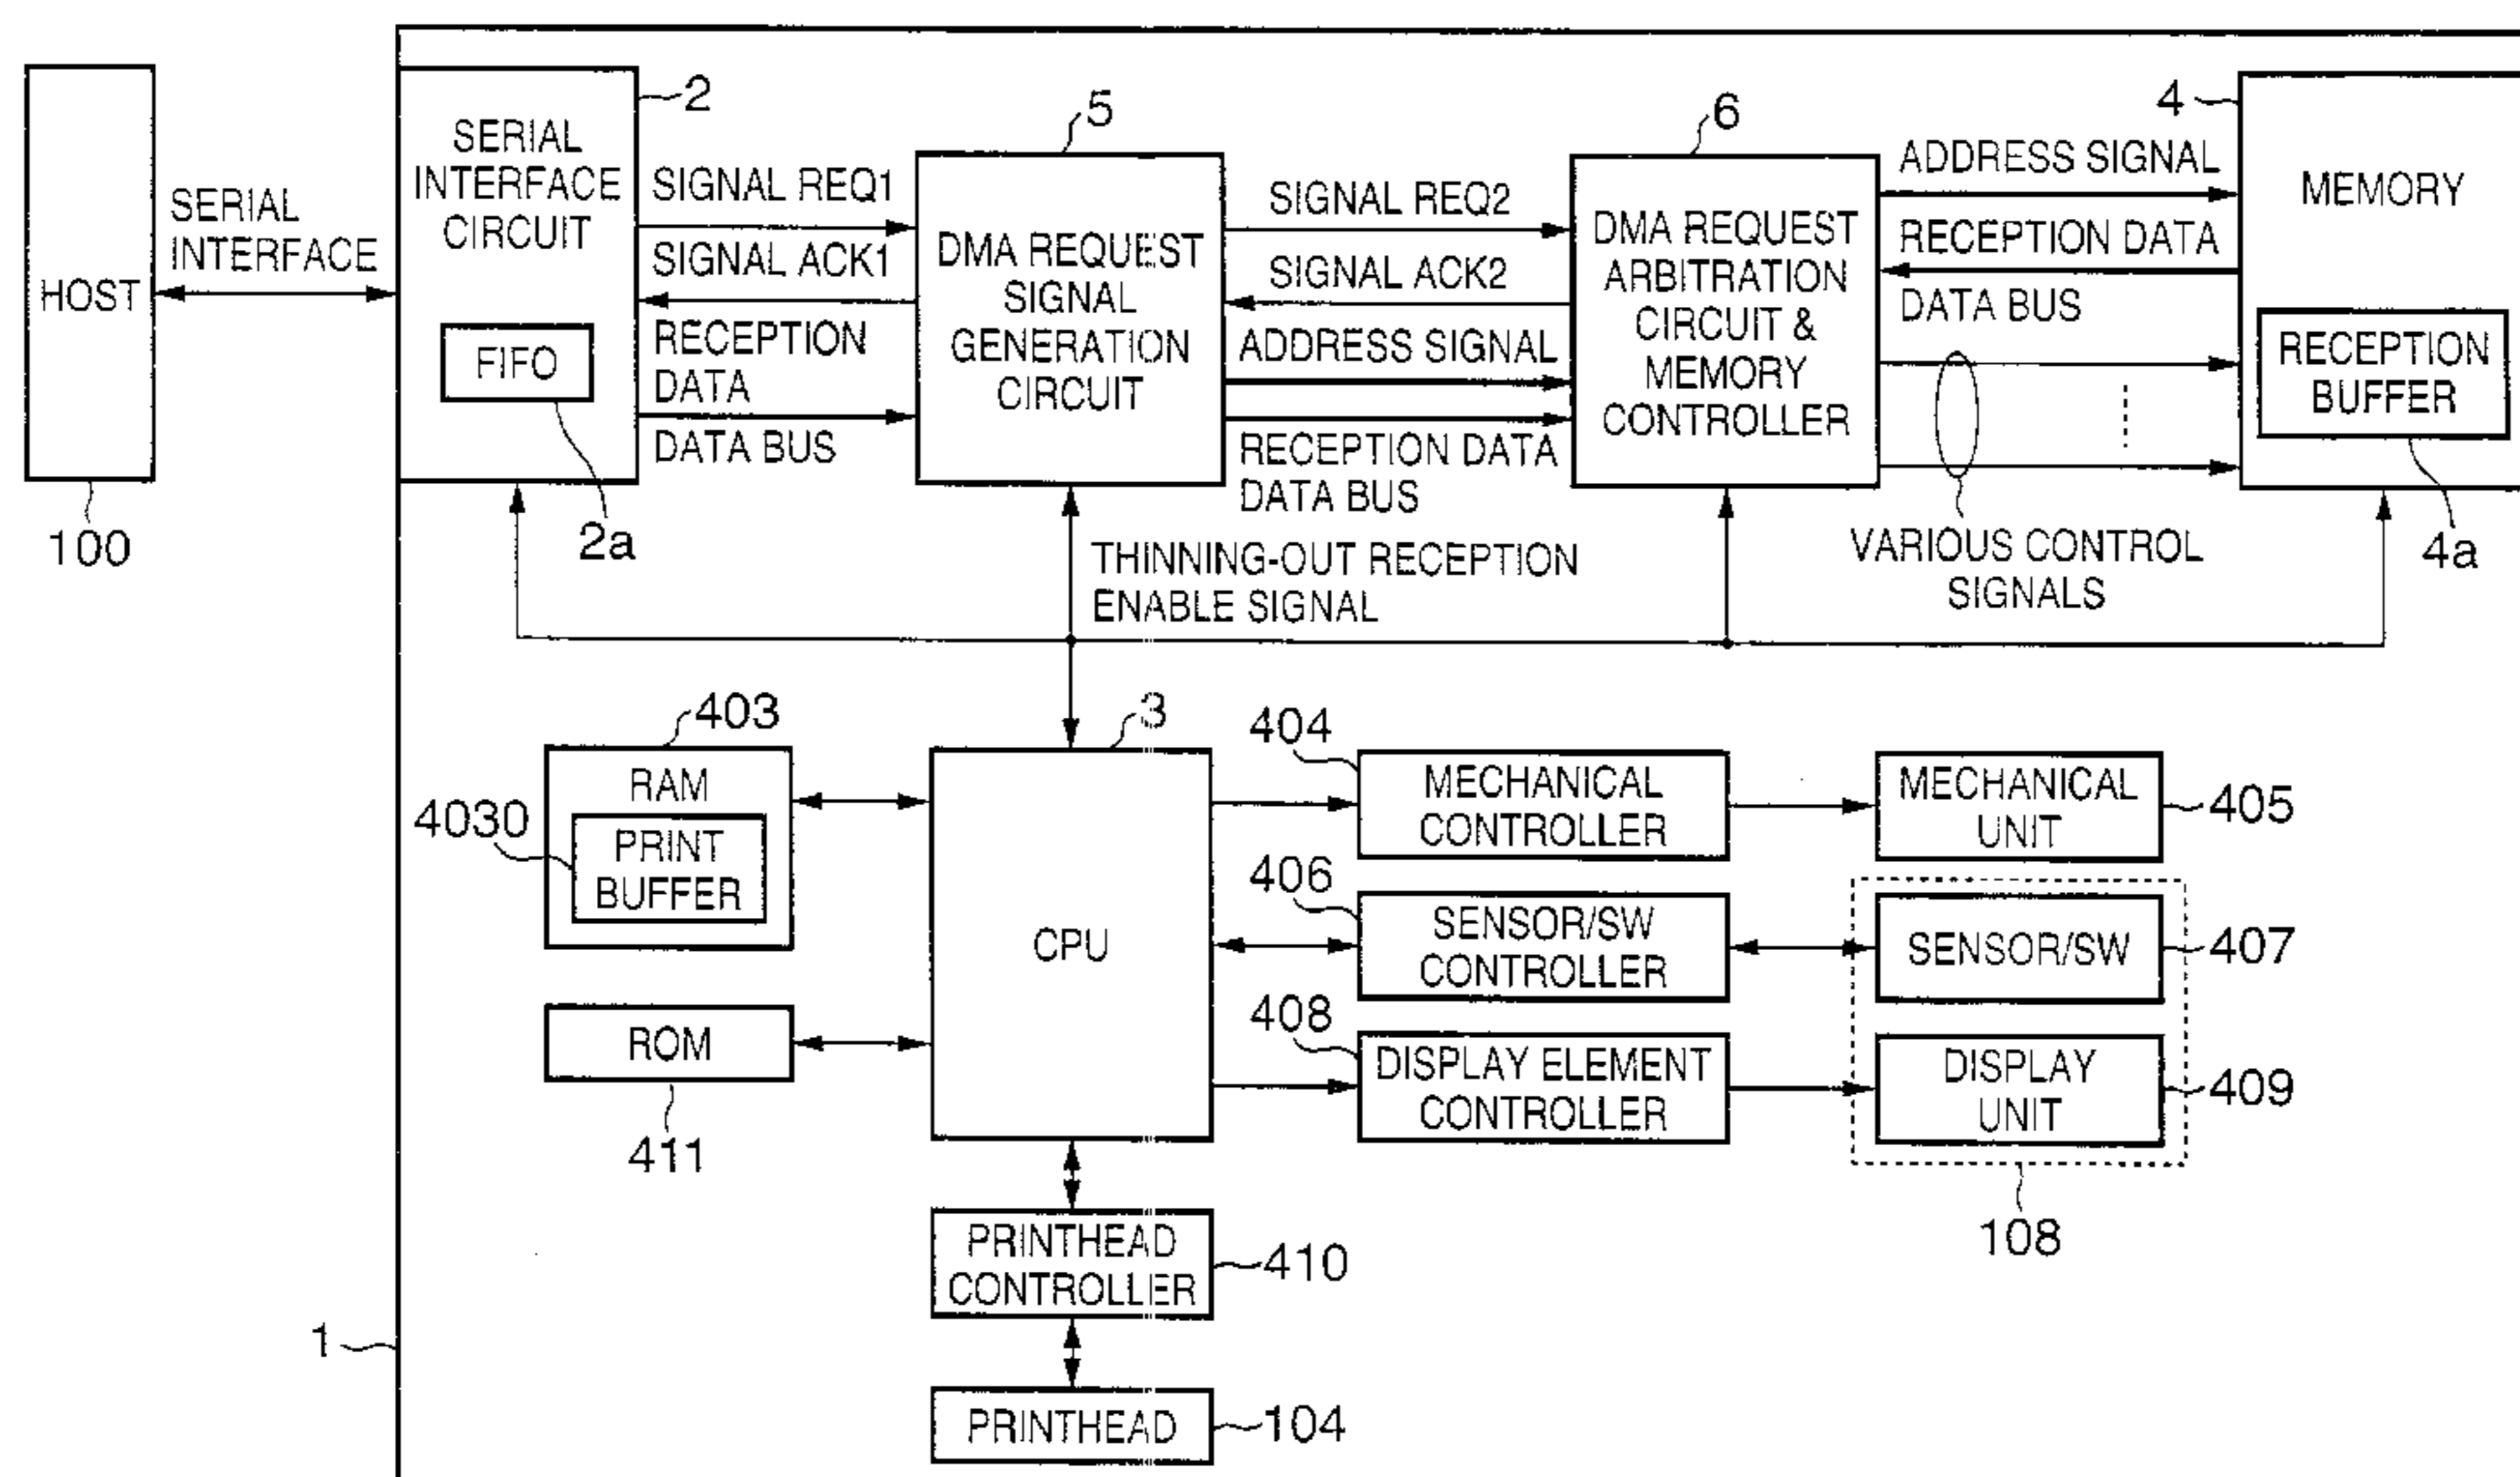 HOST
100
SERIAL
INTERFACE
1
2
SERIAL
INTERFACE
CIRCUIT
FIFO
2a
SIGNAL REQ1
SIGNAL ACK1
RECEPTION
DATA
DATA BUS
5
DMA REQUEST
SIGNAL
GENERATION
CIRCUIT
SIGNAL REQ2
SIGNAL ACK2
ADDRESS SIGNAL
RECEPTION DATA
DATA BUS
6
DMA REQUEST
ARBITRATION
CIRCUIT &
MEMORY
CONTROLLER
ADDRESS SIGNAL
RECEPTION DATA
DATA BUS
VARIOUS CONTROL
SIGNALS
4
MEMORY
RECEPTION
BUFFER
4a
THINNING-OUT RECEPTION
ENABLE SIGNAL
403
RAM
4030
PRINT
BUFFER
ROM
411
3
CPU
404
MECHANICAL
CONTROLLER
MECHANICAL
UNIT
405
406
SENSOR/SW
CONTROLLER
SENSOR/SW
407
408
DISPLAY ELEMENT
CONTROLLER
DISPLAY
UNIT
409
108
PRINTHEAD
CONTROLLER
410
PRINTHEAD
104